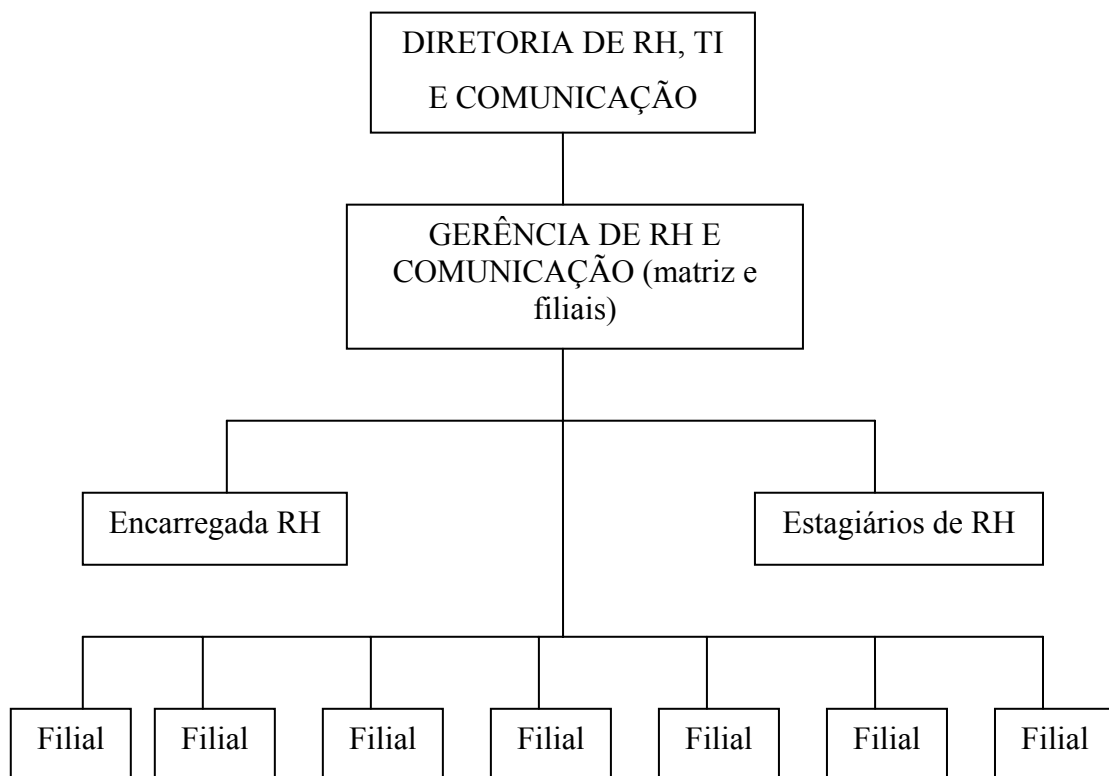 DIRETORIA DE RH, TI
E COMUNICAÇÃO
GERÊNCIA DE RH E
COMUNICAÇÃO (matriz e
filiais)
Encarregada RH
Estagiários de RH
Filial
Filial
Filial
Filial
Filial
Filial
Filial